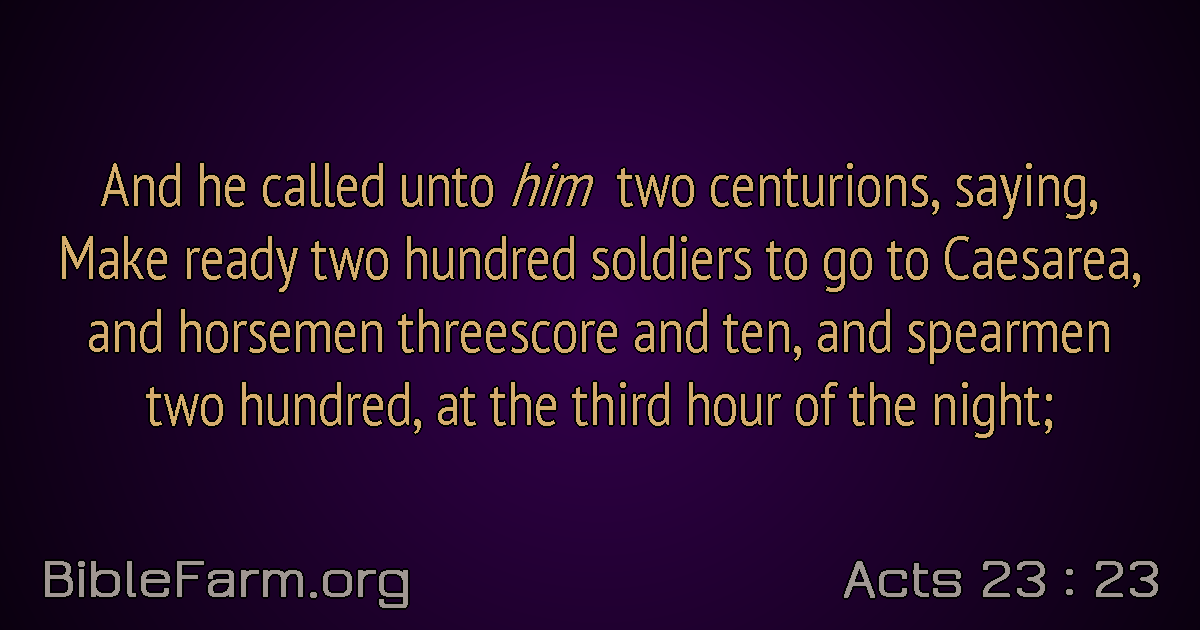 And he called unto him two centurions, saying,
Make ready two hundred soldiers to go to Caesarea,
and horsemen threescore and ten, and spearmen
two hundred, at the third hour of the night;
BibleFarm.org
Acts 23 : 23